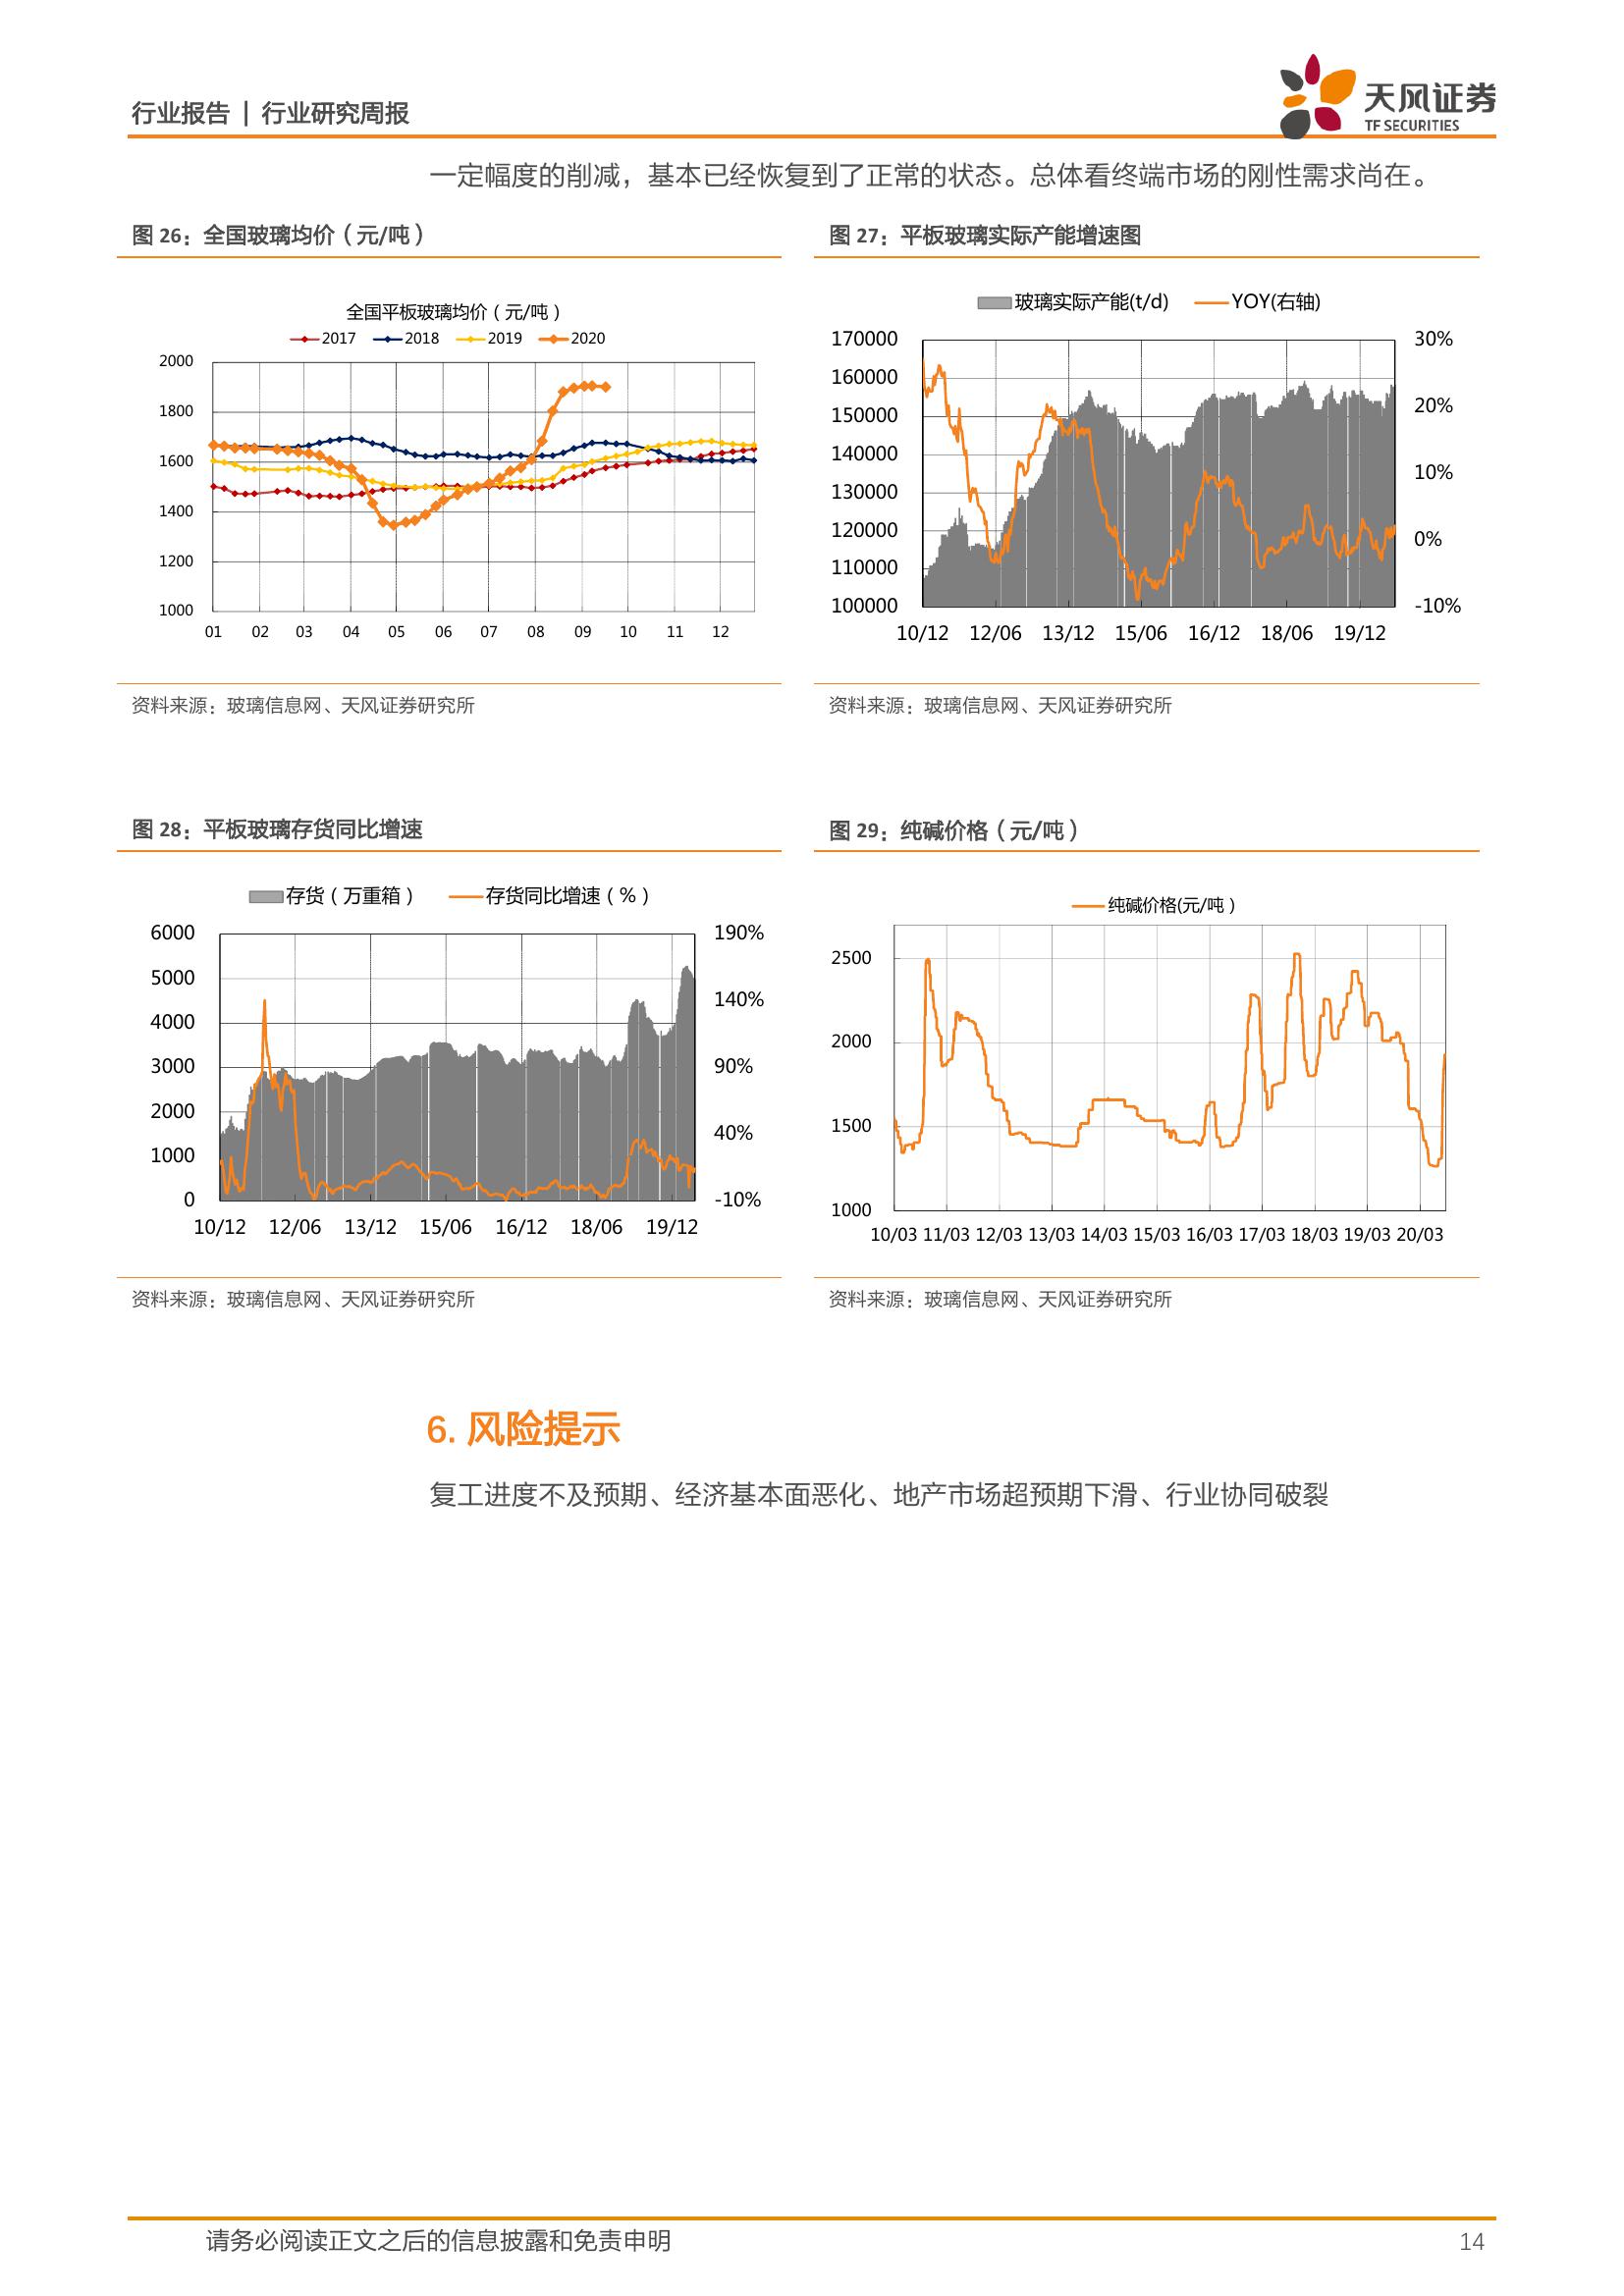 行业报告 | 行业研究周报
天风证券
TF SECURITIES
一定幅度的削减，基本已经恢复到了正常的状态。总体看终端市场的刚性需求尚在。
图 26：全国玻璃均价（元/吨）
全国平板玻璃均价（元/吨）
2017 2018 2019 2020
2000
1800
1600
1400
1200
1000
01 02 03 04 05 06 07 08 09 10 11 12
资料来源：玻璃信息网、天风证券研究所
图 27：平板玻璃实际产能增速图
玻璃实际产能(t/d) YOY(右轴)
170000 30%
160000
150000 20%
140000
130000 10%
120000 0%
110000
100000 -10%
10/12 12/06 13/12 15/06 16/12 18/06 19/12
资料来源：玻璃信息网、天风证券研究所
图 28：平板玻璃存货同比增速
存货（万重箱） 存货同比增速（%）
6000 190%
5000 140%
4000
3000 90%
2000 40%
1000
0 -10%
10/12 12/06 13/12 15/06 16/12 18/06 19/12
资料来源：玻璃信息网、天风证券研究所
图 29：纯碱价格（元/吨）
纯碱价格(元/吨）
2500
2000
1500
1000
10/03 11/03 12/03 13/03 14/03 15/03 16/03 17/03 18/03 19/03 20/03
资料来源：玻璃信息网、天风证券研究所
6. 风险提示
复工进度不及预期、经济基本面恶化、地产市场超预期下滑、行业协同破裂
请务必阅读正文之后的信息披露和免责申明 14